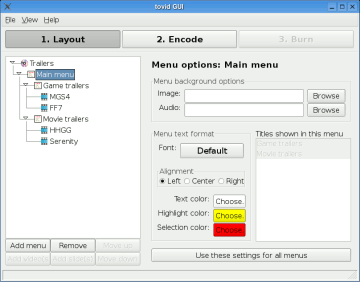 tovid GUI
File View Help
1. Layout 2. Encode 3. Burn
Trailers
Main menu
Game trailers
MGS4
FF7
Movie trailers
HHGG
Serenity
Add menu Remove Move up
Add video(s) Add slide(s) Move down
Menu options: Main menu
Menu background options
Image: Browse
Audio: Browse
Menu text format
Font: Default
Alignment
Left Center Right
Text color: Choose.
Highlight color: Choose.
Selection color: Choose.
Titles shown in this menu
Game trailers
Movie trailers
Use these settings for all menus